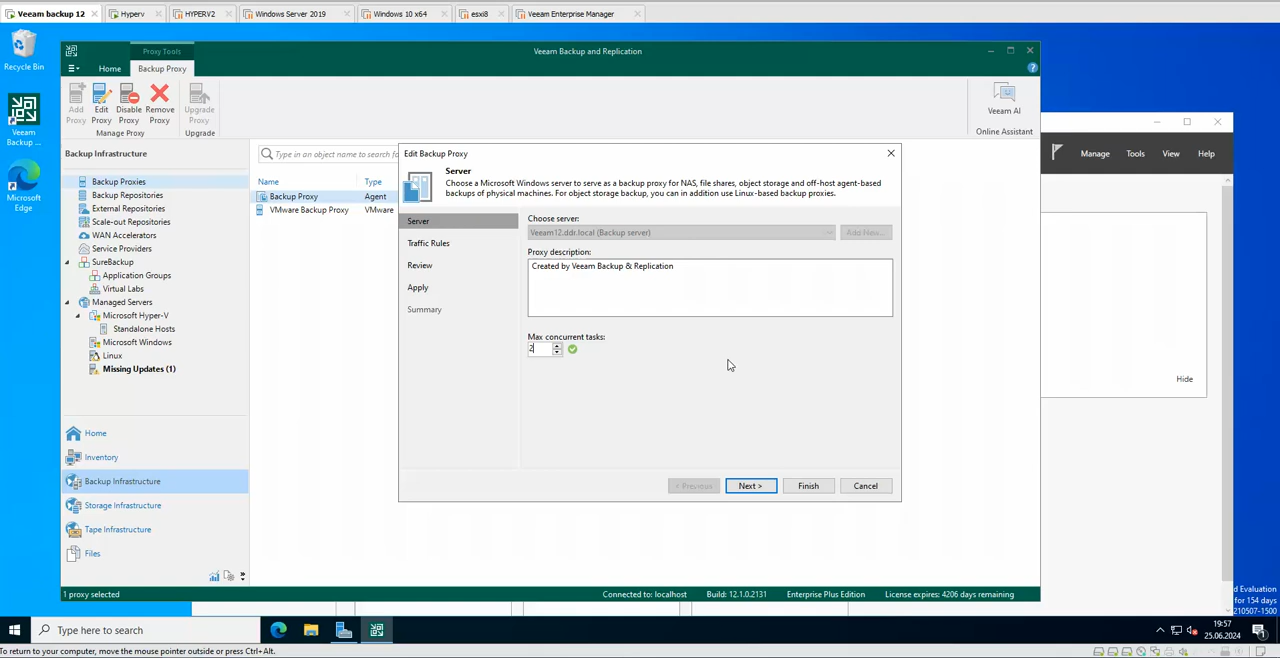 Veeam backup 12
Hyperv
HYPERV2
Windows Server 2019
Windows 10 x64
esxi8
Veeam Enterprise Manager
Recycle Bin
Veeam
Backup ...
Microsoft
Edge
Proxy Tools
Veeam Backup and Replication
Home
Backup Proxy
Add
Proxy
Edit
Proxy
Disable
Proxy
Remove
Proxy
Upgrade
Proxy
Manage Proxy
Upgrade
Veeam AI
Online Assistant
Manage
Tools
View
Help
Hide
Backup Infrastructure
Backup Proxies
Backup Repositories
External Repositories
Scale-out Repositories
WAN Accelerators
Service Providers
SureBackup
Application Groups
Virtual Labs
Managed Servers
Microsoft Hyper-V
Standalone Hosts
Microsoft Windows
Linux
Missing Updates (1)
Home
Inventory
Backup Infrastructure
Storage Infrastructure
Tape Infrastructure
Files
Type in an object name to search fo
Name
Type
Backup Proxy
Agent
VMware Backup Proxy
VMware
Edit Backup Proxy
Server
Choose a Microsoft Windows server to serve as a backup proxy for NAS, file shares, object storage and off-host agent-based
backups of physical machines. For object storage backup, you can in addition use Linux-based backup proxies.
Server
Traffic Rules
Review
Apply
Summary
Choose server:
Veeam12.ddr.local (Backup server)
Add New...
Proxy description:
Created by Veeam Backup & Replication
Max concurrent tasks:
2
< Previous
Next >
Finish
Cancel
1 proxy selected
Connected to: localhost
Build: 12.1.0.2131
Enterprise Plus Edition
License expires: 4206 days remaining
d Evaluation
for 154 days
210507-1500
Type here to search
19:57
25.06.2024
To return to your computer, move the mouse pointer outside or press Ctrl+Alt.